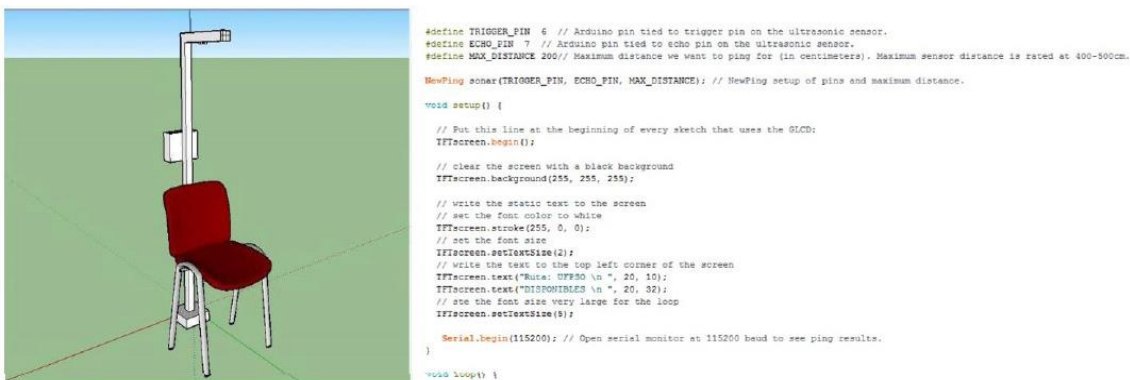 #define TRIGGER_PIN  6  // Arduino pin tied to trigger pin on the ultrasonic sensor.
#define ECHO_PIN  7  // Arduino pin tied to echo pin on the ultrasonic sensor.
#define MAX_DISTANCE 200// Maximum distance we want to ping for (in centimeters). Maximum sensor distance is rated at 400-500cm.
NewPing sonar(TRIGGER_PIN, ECHO_PIN, MAX_DISTANCE); // NewPing setup of pins and maximum distance.
void setup() {
// Put this line at the beginning of every sketch that uses the GLCD:
TFTscreen.begin();
// clear the screen with a black background
TFTscreen.background(255, 255, 255);
// write the static text to the screen
// set the font color to white
TFTscreen.stroke(255, 0, 0);
// set the font size
TFTscreen.setTextSize(2);
// write the text to the top left corner of the screen
TFTscreen.text("Ruta: UFPSO \n ", 20, 10);
TFTscreen.text("DISPONIBLES \n ", 20, 32);
// ste the font size very large for the loop
TFTscreen.setTextSize(5);
Serial.begin(115200); // Open serial monitor at 115200 baud to see ping results.
}
void loop() {